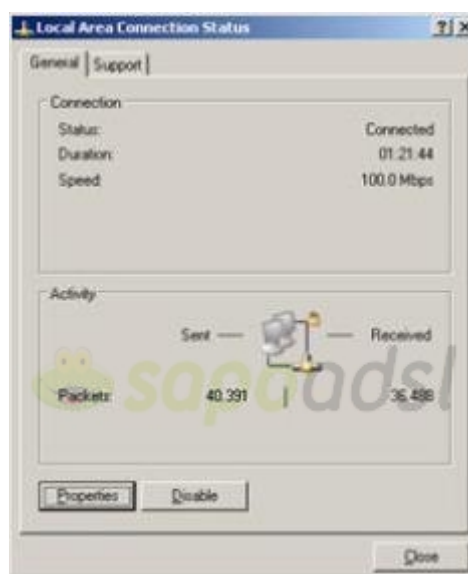 Local Area Connection Status
General Support
Connection
Status: Connected
Duration: 01:21:44
Speed: 100.0 Mbps
Activity
Sent — Received
sapoadsl
Packets: 40.391 | 36.488
Properties Disable
Close